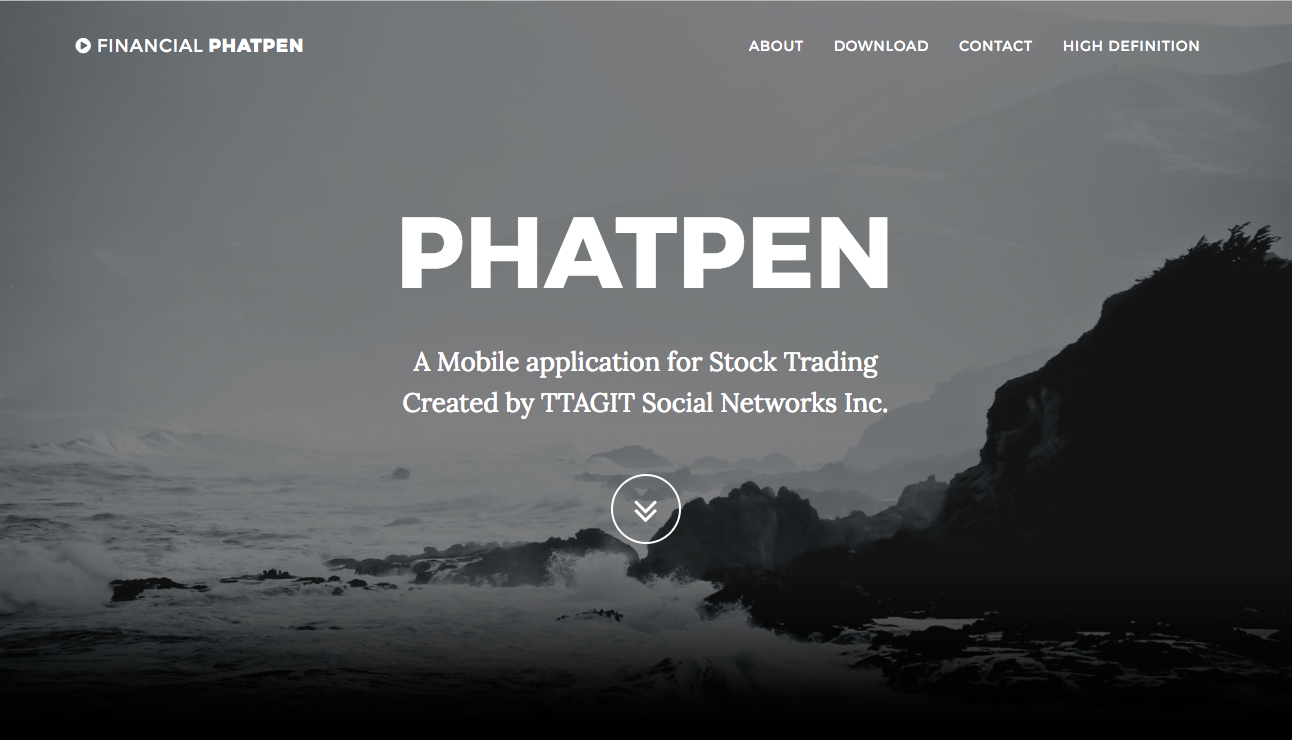 FINANCIAL PHATPEN
ABOUT DOWNLOAD CONTACT HIGH DEFINITION
PHATPEN
A Mobile application for Stock Trading
Created by TTAGIT Social Networks Inc.